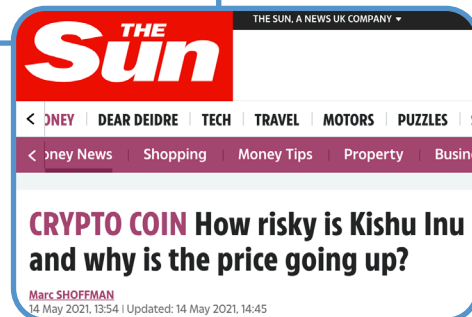 THE SUN, A NEWS UK COMPANY ▾
THE
Sun
< ONEY | DEAR DEIDRE | TECH | TRAVEL | MOTORS | PUZZLES |
< oney News | Shopping | Money Tips | Property | Busin
CRYPTO COIN How risky is Kishu Inu
and why is the price going up?
Marc SHOFFMAN
14 May 2021, 13:54 | Updated: 14 May 2021, 14:45